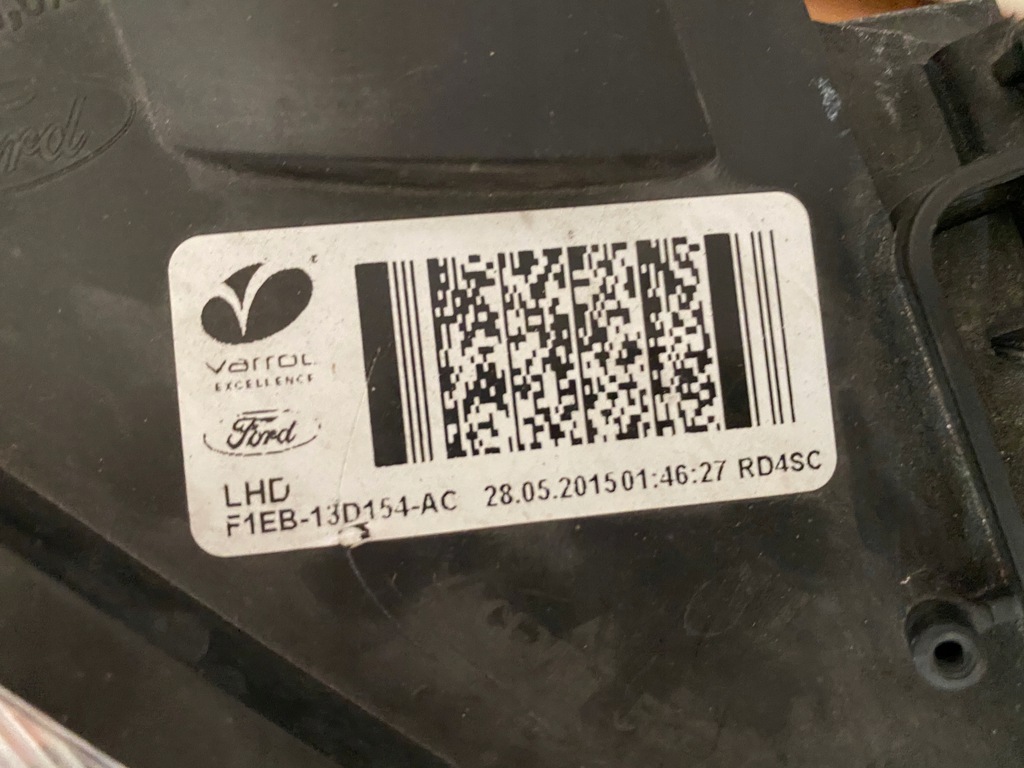 varroc
EXCELLENCE
Ford
LHD
F1EB-13D154-AC 28.05.2015 01:46:27 RD4SC